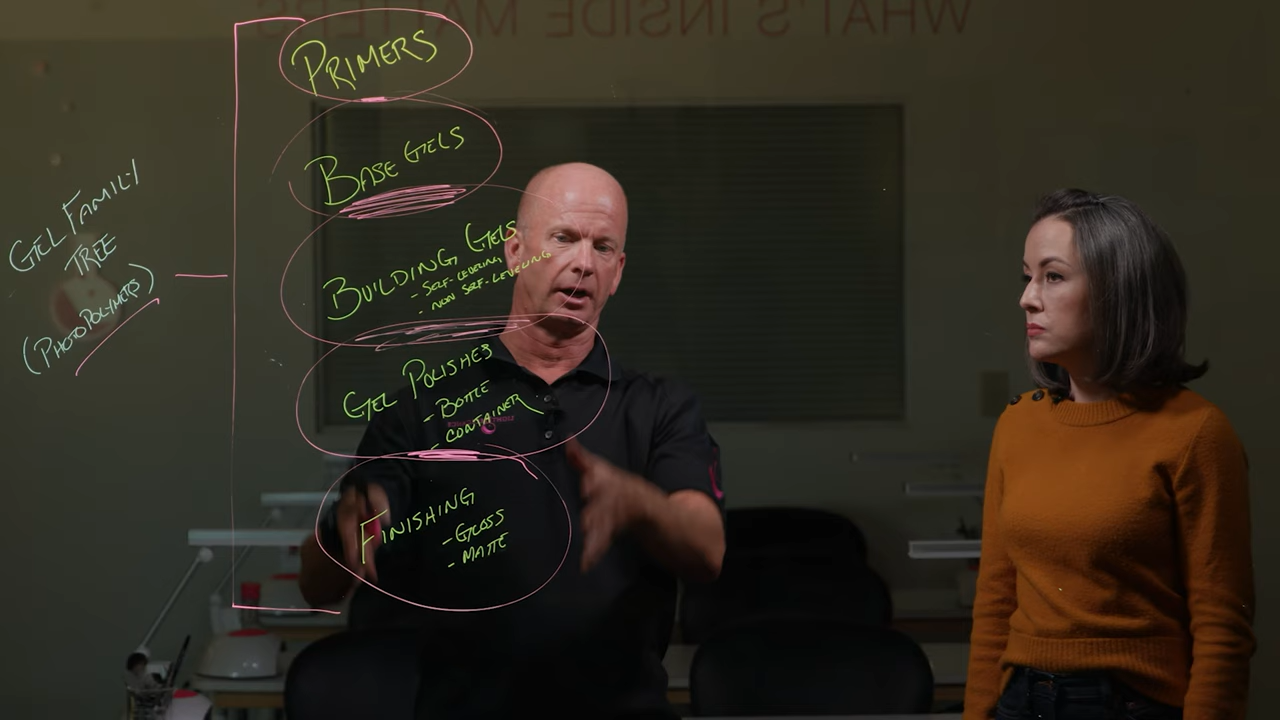 WHAT'S INSIDE MATTERS
PRIMERS
BASE GELS
GEL FAMILY
TREE
(PHOTOPOLYMERS)
BUILDING GELS
- SELF-LEVELING
- NON SELF-LEVELING
GEL POLISHES
- BOTTLE
- CONTAINER
FINISHING
- GLOSS
- MATTE